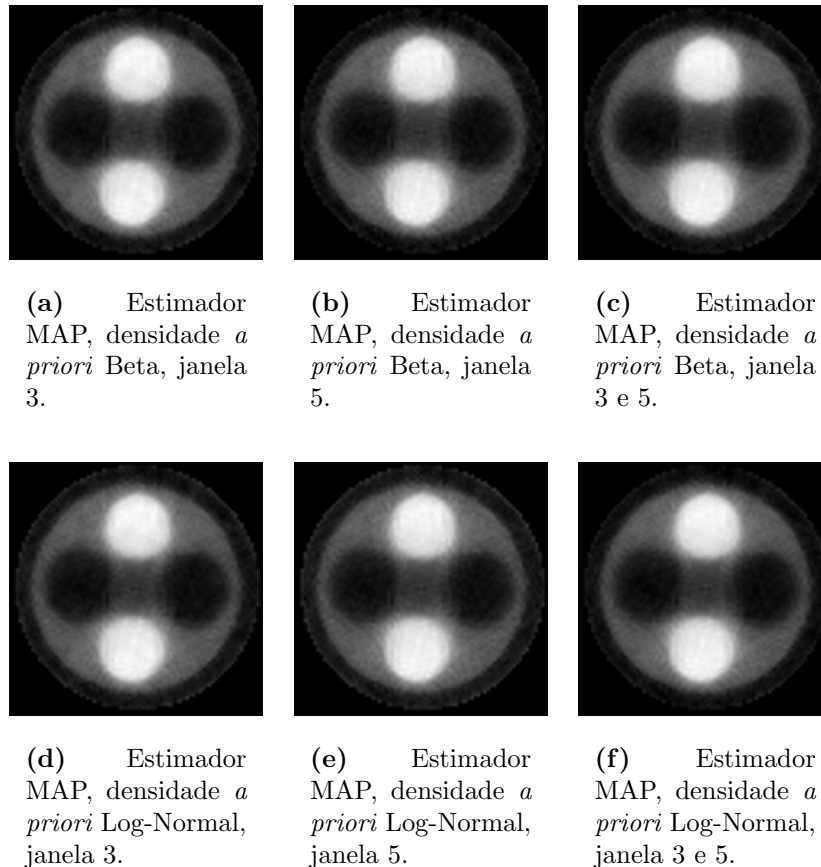 (a) Estimador
MAP, densidade a
priori Beta, janela
3.
(b) Estimador
MAP, densidade a
priori Beta, janela
5.
(c) Estimador
MAP, densidade a
priori Beta, janela
3 e 5.
(d) Estimador
MAP, densidade a
priori Log-Normal,
janela 3.
(e) Estimador
MAP, densidade a
priori Log-Normal,
janela 5.
(f) Estimador
MAP, densidade a
priori Log-Normal,
janela 3 e 5.